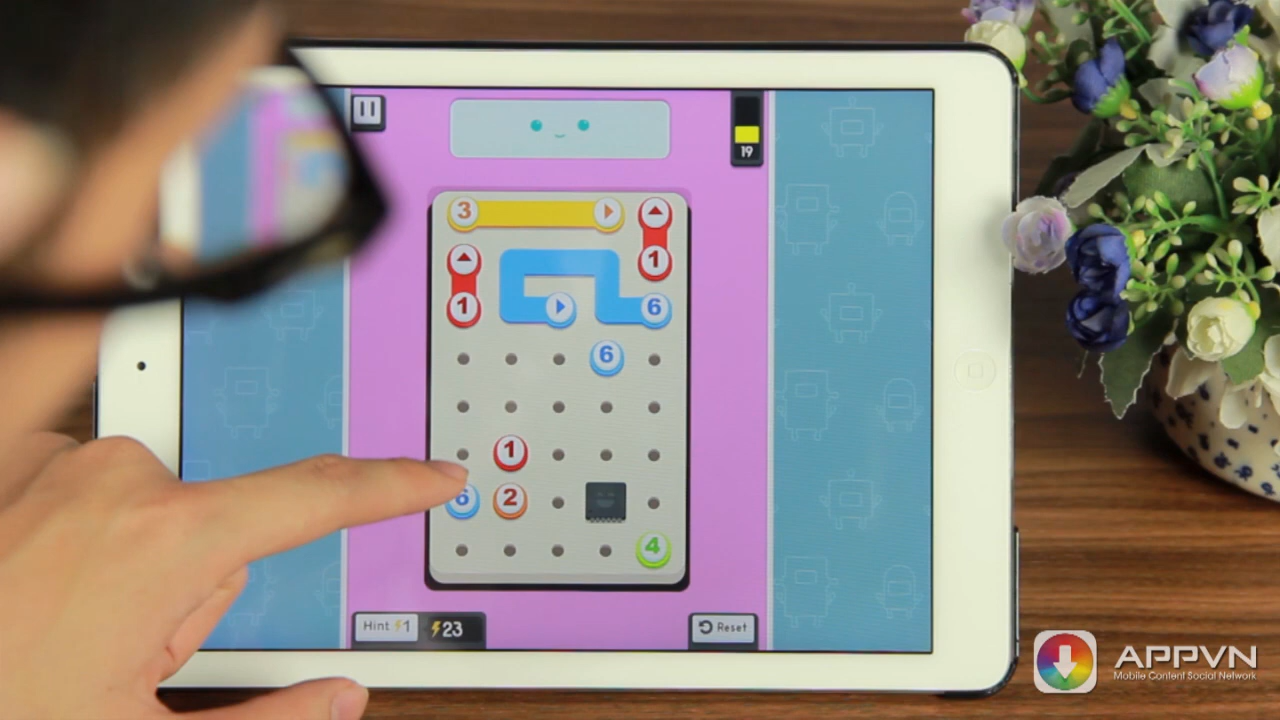 19
3
1
1
6
6
1
6 2
4
Hint 1 23
Reset
APPVN
Mobile Content Social Network